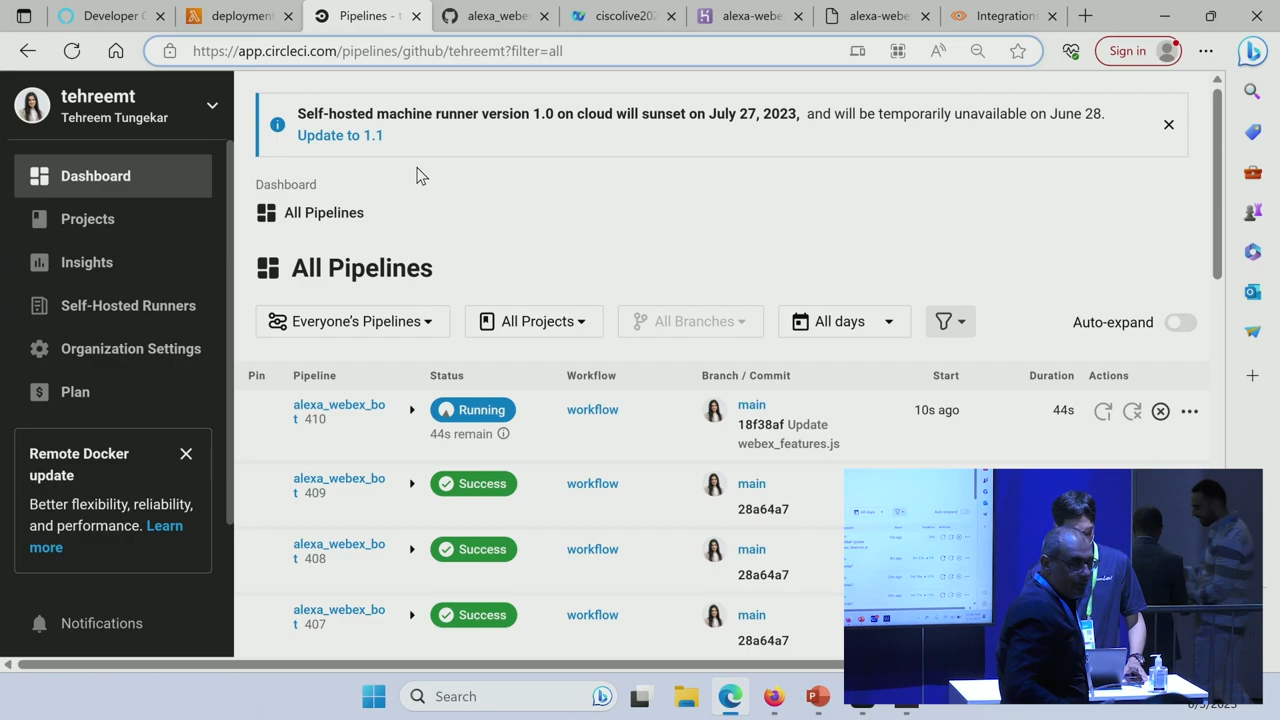 Developer C
deployment
Pipelines - t
alexa_webe
ciscolive202
alexa-webe
alexa-webe
Integration
https://app.circleci.com/pipelines/github/tehreemt?filter=all
Sign in
tehreemt
Tehreem Tungekar
Dashboard
Projects
Insights
Self-Hosted Runners
Organization Settings
Plan
Remote Docker
update
Better flexibility, reliability,
and performance. Learn
more
Notifications
Self-hosted machine runner version 1.0 on cloud will sunset on July 27, 2023, and will be temporarily unavailable on June 28.
Update to 1.1
Dashboard
All Pipelines
All Pipelines
Everyone's Pipelines
All Projects
All Branches
All days
Auto-expand
Pin Pipeline Status Workflow Branch / Commit Start Duration Actions
alexa_webex_bo Running workflow main 10s ago 44s
t 410 44s remain 18f38af Update
webex_features.js
alexa_webex_bo Success workflow main
t 409 28a64a7
alexa_webex_bo Success workflow main
t 408 28a64a7
alexa_webex_bo Success workflow main
t 407 28a64a7
Search